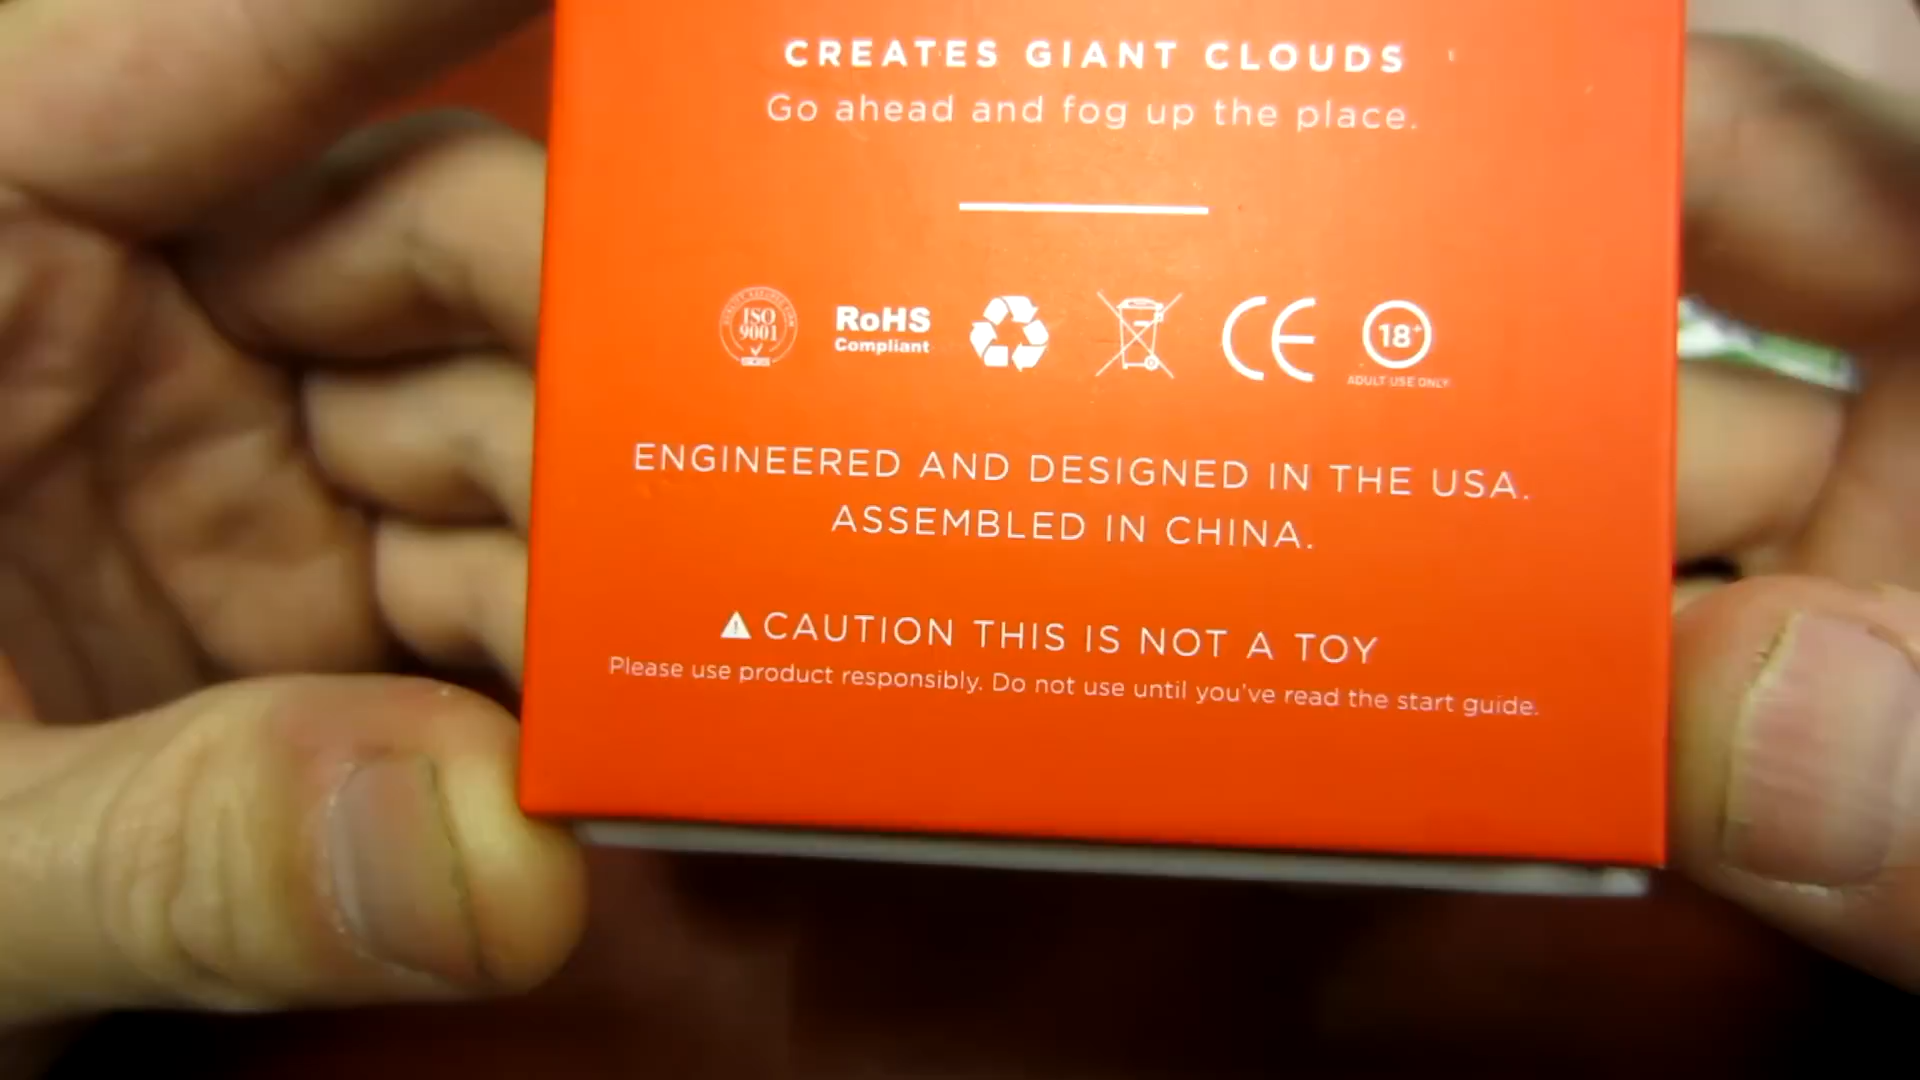 CREATES GIANT CLOUDS
Go ahead and fog up the place.
ISO
9001
RoHS
Compliant
CE
18+
ADULT USE ONLY
ENGINEERED AND DESIGNED IN THE USA.
ASSEMBLED IN CHINA.
CAUTION THIS IS NOT A TOY
Please use product responsibly. Do not use until you've read the start guide.